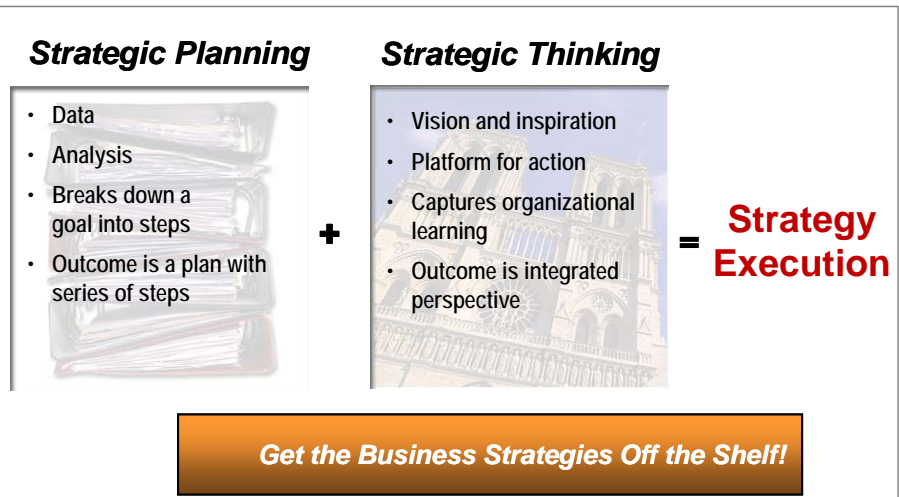 Strategic Planning
• Data
• Analysis
• Breaks down a
goal into steps
• Outcome is a plan with
series of steps
+
Strategic Thinking
• Vision and inspiration
• Platform for action
• Captures organizational
learning
• Outcome is integrated
perspective
=
Strategy
Execution
Get the Business Strategies Off the Shelf!